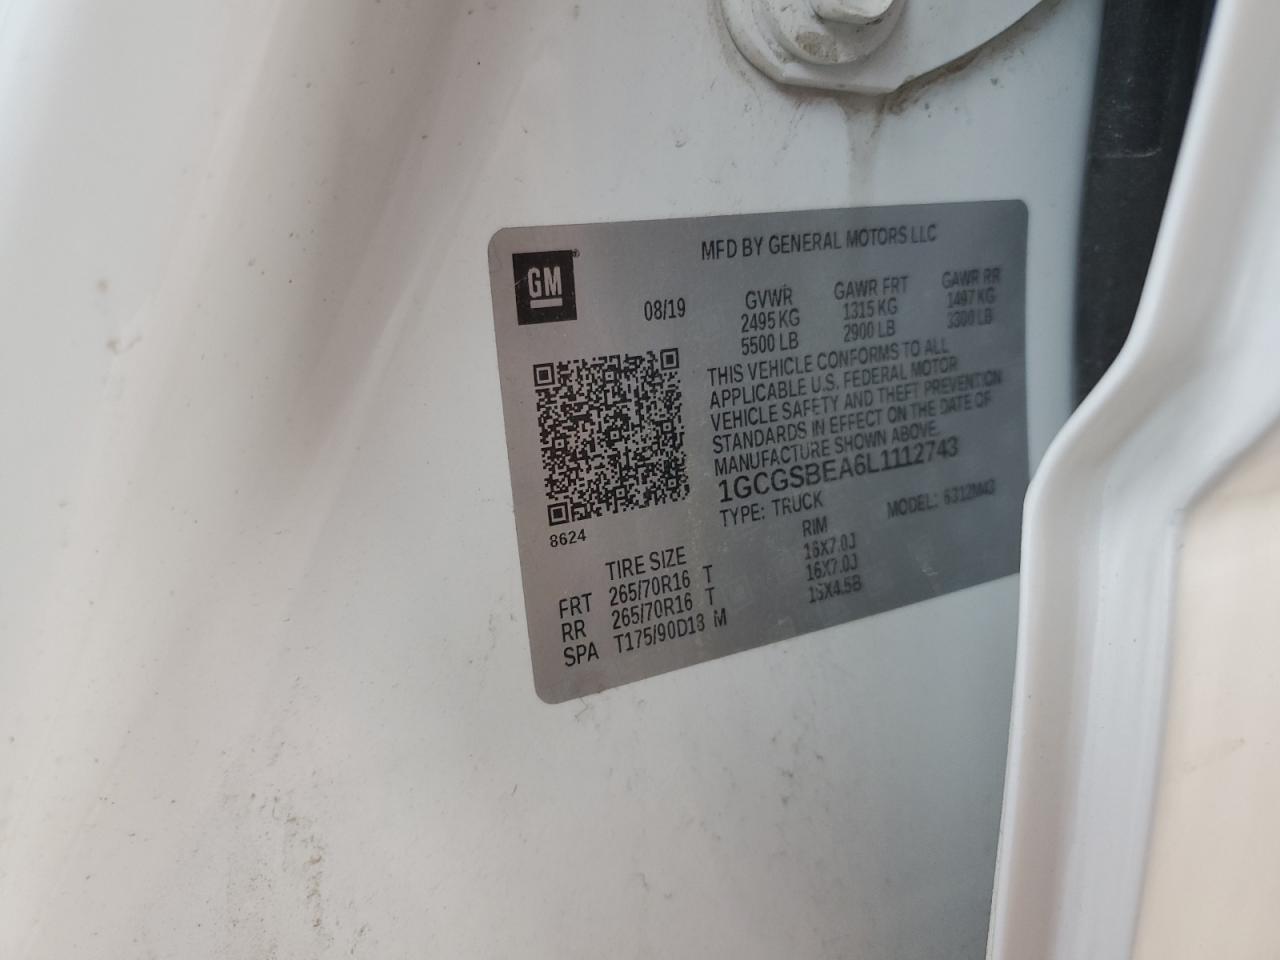 MFD BY GENERAL MOTORS LLC
GM®
08/19
GVWR
2495 KG
5500 LB
GAWR FRT
1315 KG
2900 LB
GAWR RR
1497 KG
3300 LB
THIS VEHICLE CONFORMS TO ALL
APPLICABLE U.S. FEDERAL MOTOR
VEHICLE SAFETY AND THEFT PREVENTION
STANDARDS IN EFFECT ON THE DATE OF
MANUFACTURE SHOWN ABOVE.
1GCGSBEA6L1112743
TYPE: TRUCK MODEL: 6312M43
8624
TIRE SIZE RIM
FRT 265/70R16 T 16X7.0J
RR 265/70R16 T 16X7.0J
SPA T175/90D18 M 18X4.5B